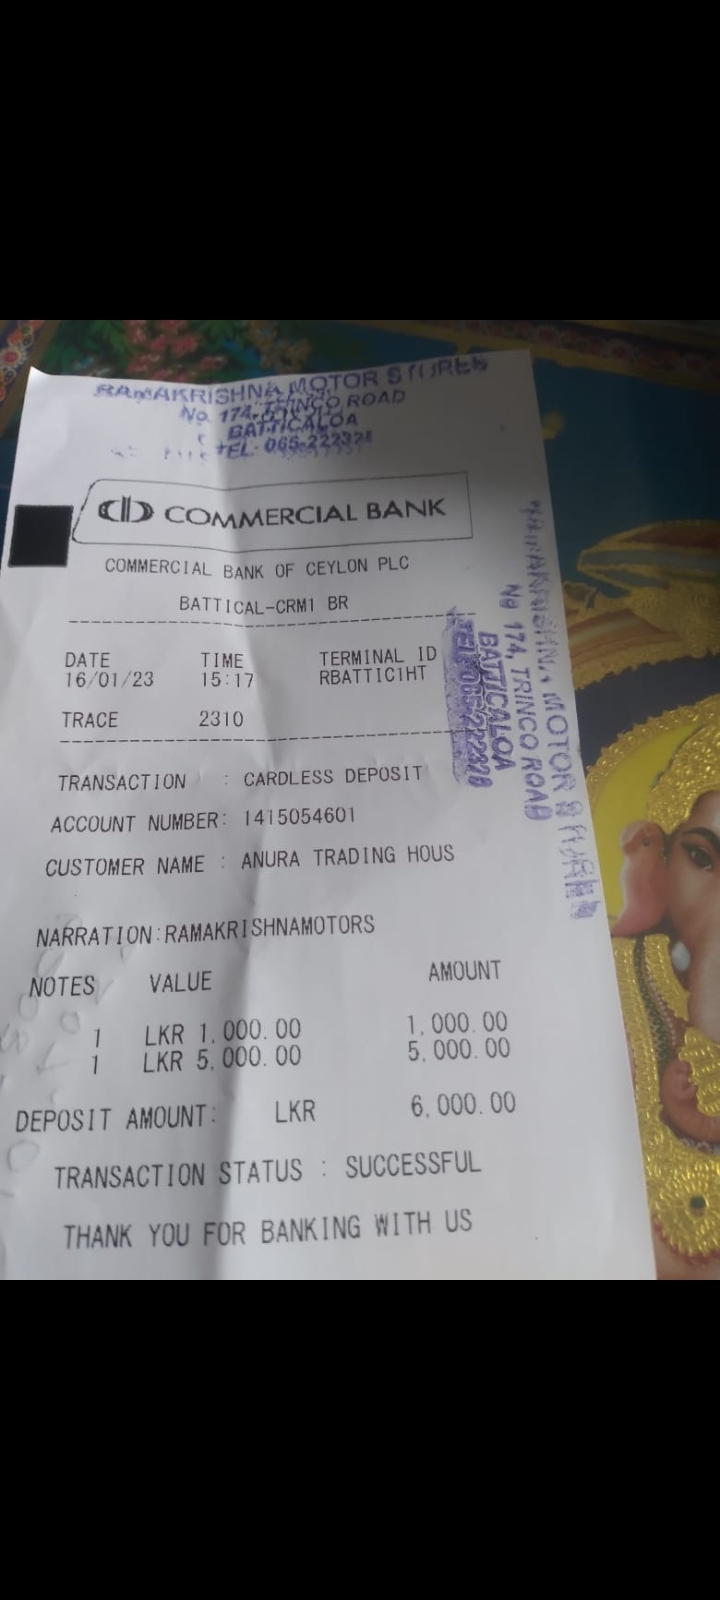 RAMAKRISHNA MOTOR STORES
No. 174, TRINCO ROAD
BATTICALOA
TEL: 065-222328
COMMERCIAL BANK
COMMERCIAL BANK OF CEYLON PLC
BATTICAL-CRM1 BR
DATE TIME TERMINAL ID
16/01/23 15:17 RBATTIC1HT
TRACE 2310
TRANSACTION : CARDLESS DEPOSIT
ACCOUNT NUMBER: 1415054601
CUSTOMER NAME : ANURA TRADING HOUS
NARRATION:RAMAKRISHNAMOTORS
NOTES VALUE AMOUNT
1 LKR 1,000.00 1,000.00
1 LKR 5,000.00 5,000.00
DEPOSIT AMOUNT: LKR 6,000.00
TRANSACTION STATUS : SUCCESSFUL
THANK YOU FOR BANKING WITH US
MOTOR
No 174, TRINCO ROAD
BATTICALOA